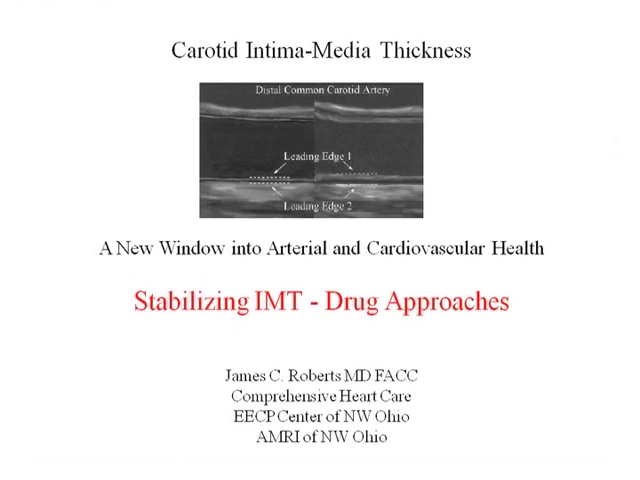 Carotid Intima-Media Thickness
Distal Common Carotid Artery
Leading Edge 1
Leading Edge 2
A New Window into Arterial and Cardiovascular Health
Stabilizing IMT - Drug Approaches
James C. Roberts MD FACC
Comprehensive Heart Care
EECP Center of NW Ohio
AMRI of NW Ohio